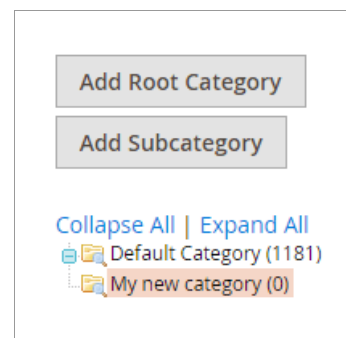 Add Root Category
Add Subcategory
Collapse All | Expand All
Default Category (1181)
My new category (0)